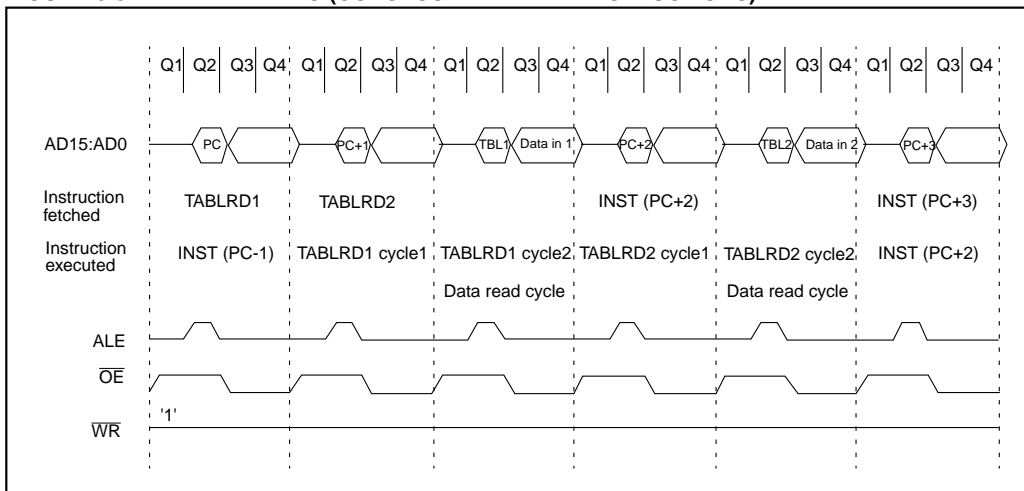 Q1 Q2 Q3 Q4 Q1 Q2 Q3 Q4 Q1 Q2 Q3 Q4 Q1 Q2 Q3 Q4 Q1 Q2 Q3 Q4 Q1 Q2 Q3 Q4
AD15:AD0 PC PC+1 TBL1 Data in 1 PC+2 TBL2 Data in 2 PC+3
Instruction fetched TABLRD1 TABLRD2 INST (PC+2) INST (PC+3)
Instruction executed INST (PC-1) TABLRD1 cycle1 TABLRD1 cycle2 TABLRD2 cycle1 TABLRD2 cycle2 INST (PC+2)
Data read cycle Data read cycle
ALE
OE
'1'
WR